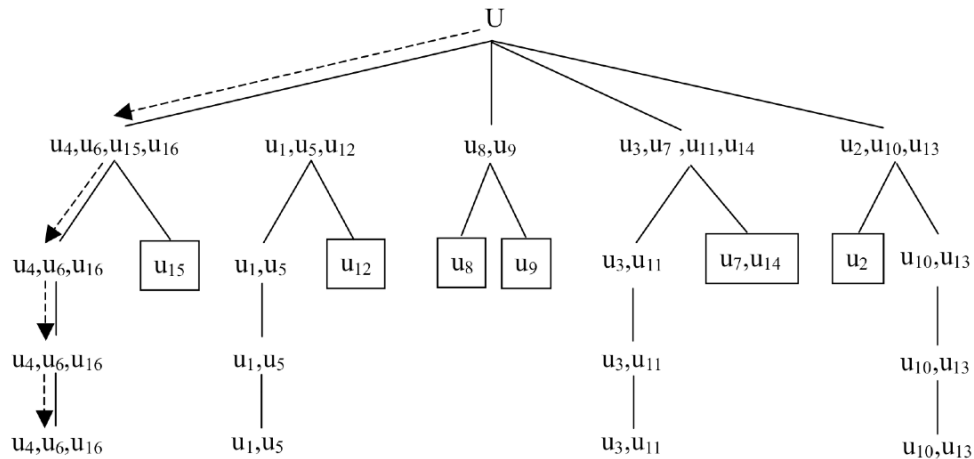 U
u₄,u₆,u₁₅,u₁₆ u₁,u₅,u₁₂ u₈,u₉ u₃,u₇ ,u₁₁,u₁₄ u₂,u₁₀,u₁₃
u₄,u₆,u₁₆ u₁₅ u₁,u₅ u₁₂ u₈ u₉ u₃,u₁₁ u₇,u₁₄ u₂ u₁₀,u₁₃
u₄,u₆,u₁₆ u₁,u₅ u₃,u₁₁ u₁₀,u₁₃
u₄,u₆,u₁₆ u₁,u₅ u₃,u₁₁ u₁₀,u₁₃